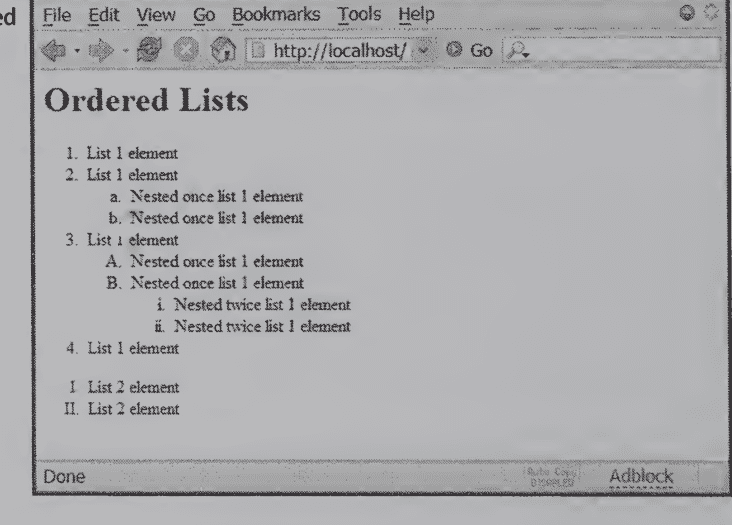 ed
File Edit View Go Bookmarks Tools Help
http://localhost/ Go
Ordered Lists
1. List 1 element
2. List 1 element
a. Nested once list 1 element
b. Nested once list 1 element
3. List 1 element
A. Nested once list 1 element
B. Nested once list 1 element
i. Nested twice list 1 element
ii. Nested twice list 1 element
4. List 1 element
I. List 2 element
II. List 2 element
Done Auto Copy Adblock
DISABLED